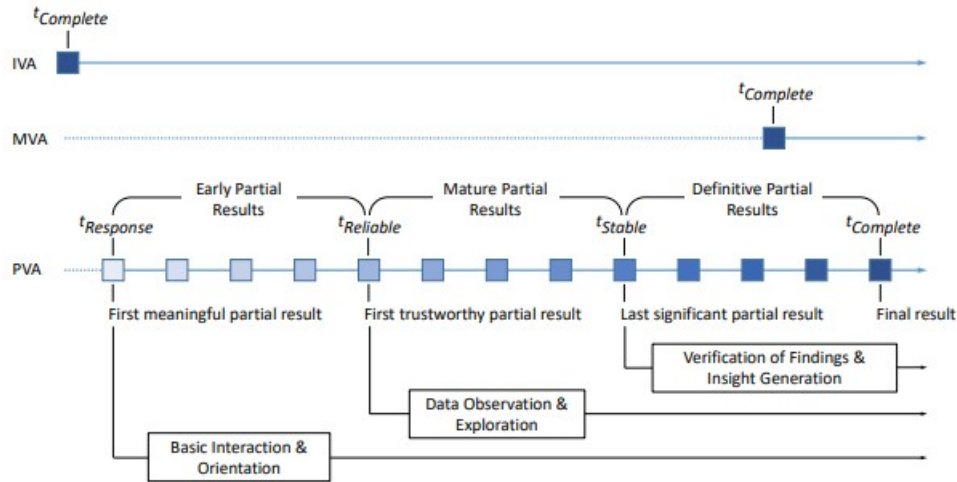 tComplete
IVA
tComplete
MVA
Early Partial
Results
Mature Partial
Results
Definitive Partial
Results
tResponse
tReliable
tStable
tComplete
PVA
First meaningful partial result
First trustworthy partial result
Last significant partial result
Final result
Verification of Findings &
Insight Generation
Data Observation &
Exploration
Basic Interaction &
Orientation